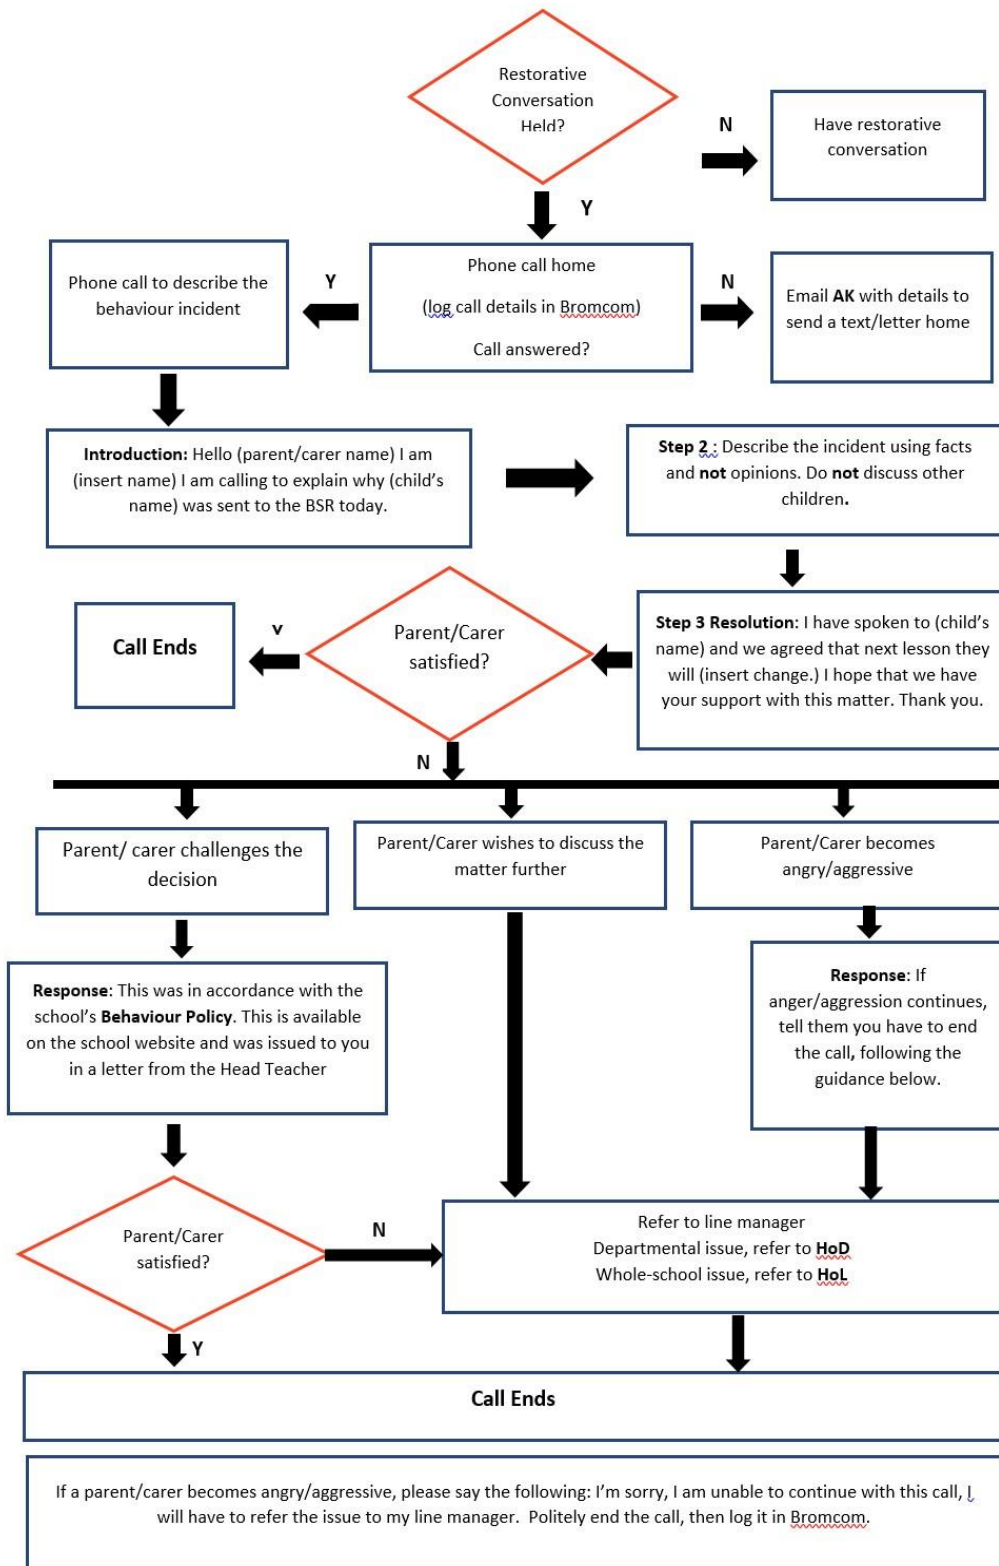 Restorative
Conversation
Held?
N
Have restorative
conversation
Y
Phone call to describe the
behaviour incident
Y
Phone call home
(log call details in Bromcom)
Call answered?
N
Email AK with details to
send a text/letter home
Introduction: Hello (parent/carer name) I am
(insert name) I am calling to explain why (child's
name) was sent to the BSR today.
Step 2 : Describe the incident using facts
and not opinions. Do not discuss other
children.
Step 3 Resolution: I have spoken to (child's
name) and we agreed that next lesson they
will (insert change.) I hope that we have
your support with this matter. Thank you.
Parent/Carer
satisfied?
Y
Call Ends
N
Parent/ carer challenges the
decision
Parent/Carer wishes to discuss the
matter further
Parent/Carer becomes
angry/aggressive
Response: This was in accordance with the
school's Behaviour Policy. This is available
on the school website and was issued to you
in a letter from the Head Teacher
Response: If
anger/aggression continues,
tell them you have to end
the call, following the
guidance below.
Parent/Carer
satisfied?
N
Refer to line manager
Departmental issue, refer to HoD
Whole-school issue, refer to HoL
Y
Call Ends
If a parent/carer becomes angry/aggressive, please say the following: I'm sorry, I am unable to continue with this call, I
will have to refer the issue to my line manager.  Politely end the call, then log it in Bromcom.